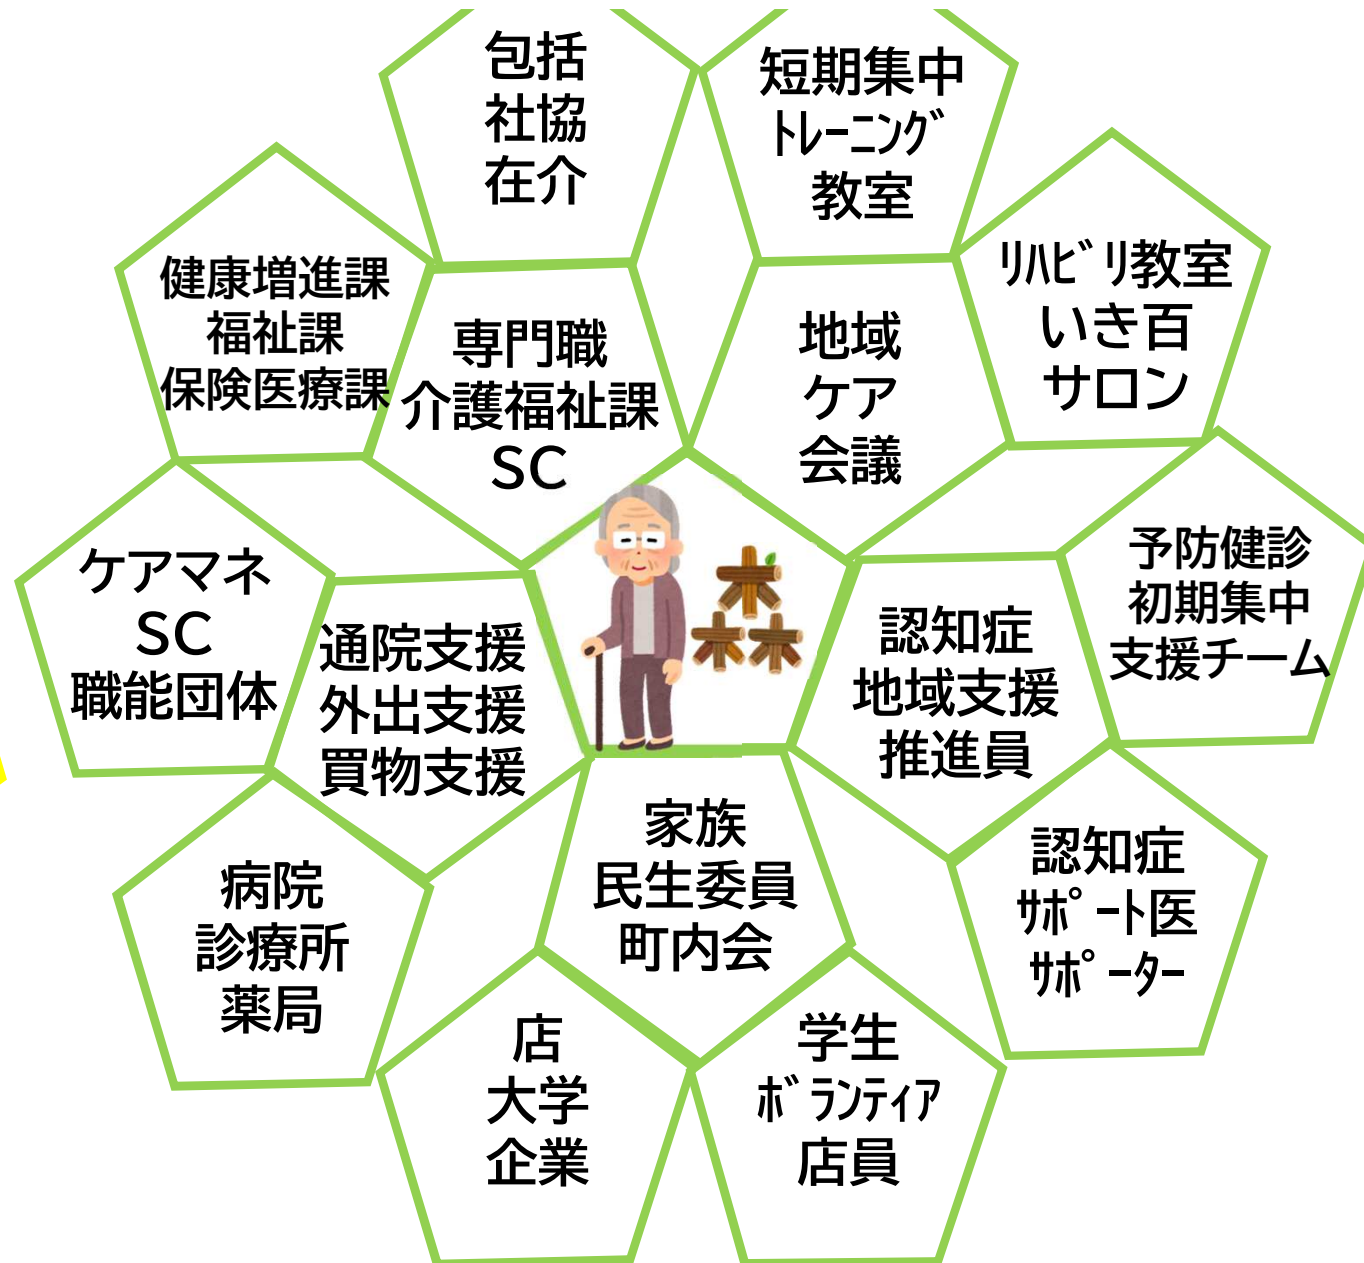 包括
社協
在介
短期集中
ﾄﾚｰﾆﾝｸﾞ
教室
健康増進課
福祉課
保険医療課
専門職
介護福祉課
SC
地域
ケア
会議
ﾘﾊﾋﾞﾘ教室
いき百
サロン
ケアマネ
SC
職能団体
通院支援
外出支援
買物支援
森
認知症
地域支援
推進員
予防健診
初期集中
支援チーム
家族
民生委員
町内会
病院
診療所
薬局
認知症
ｻﾎﾟｰﾄ医
ｻﾎﾟｰﾀｰ
店
大学
企業
学生
ﾎﾞﾗﾝﾃｨｱ
店員